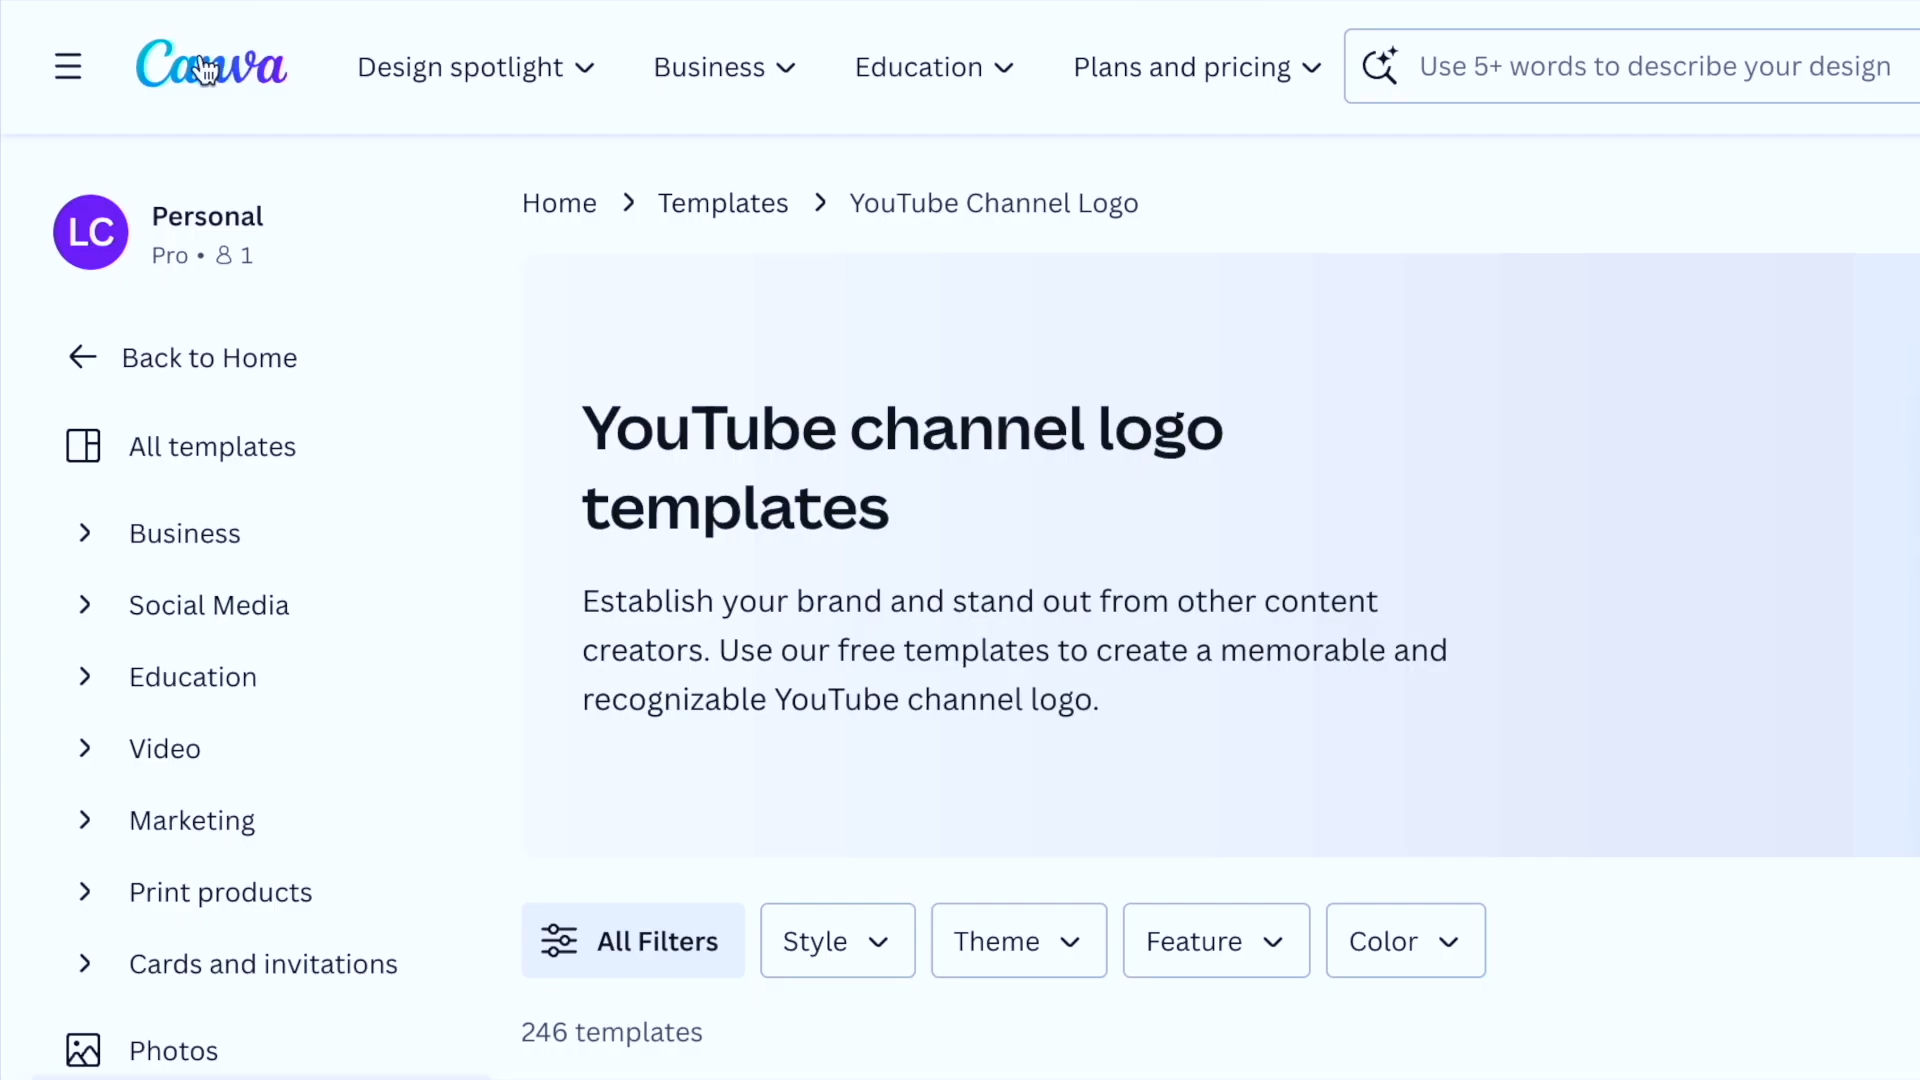 Canva
Design spotlight
Business
Education
Plans and pricing
Use 5+ words to describe your design
LC
Personal
Pro • 1
Home
Templates
YouTube Channel Logo
Back to Home
All templates
Business
Social Media
Education
Video
Marketing
Print products
Cards and invitations
Photos
YouTube channel logo
templates
Establish your brand and stand out from other content
creators. Use our free templates to create a memorable and
recognizable YouTube channel logo.
All Filters
Style
Theme
Feature
Color
246 templates